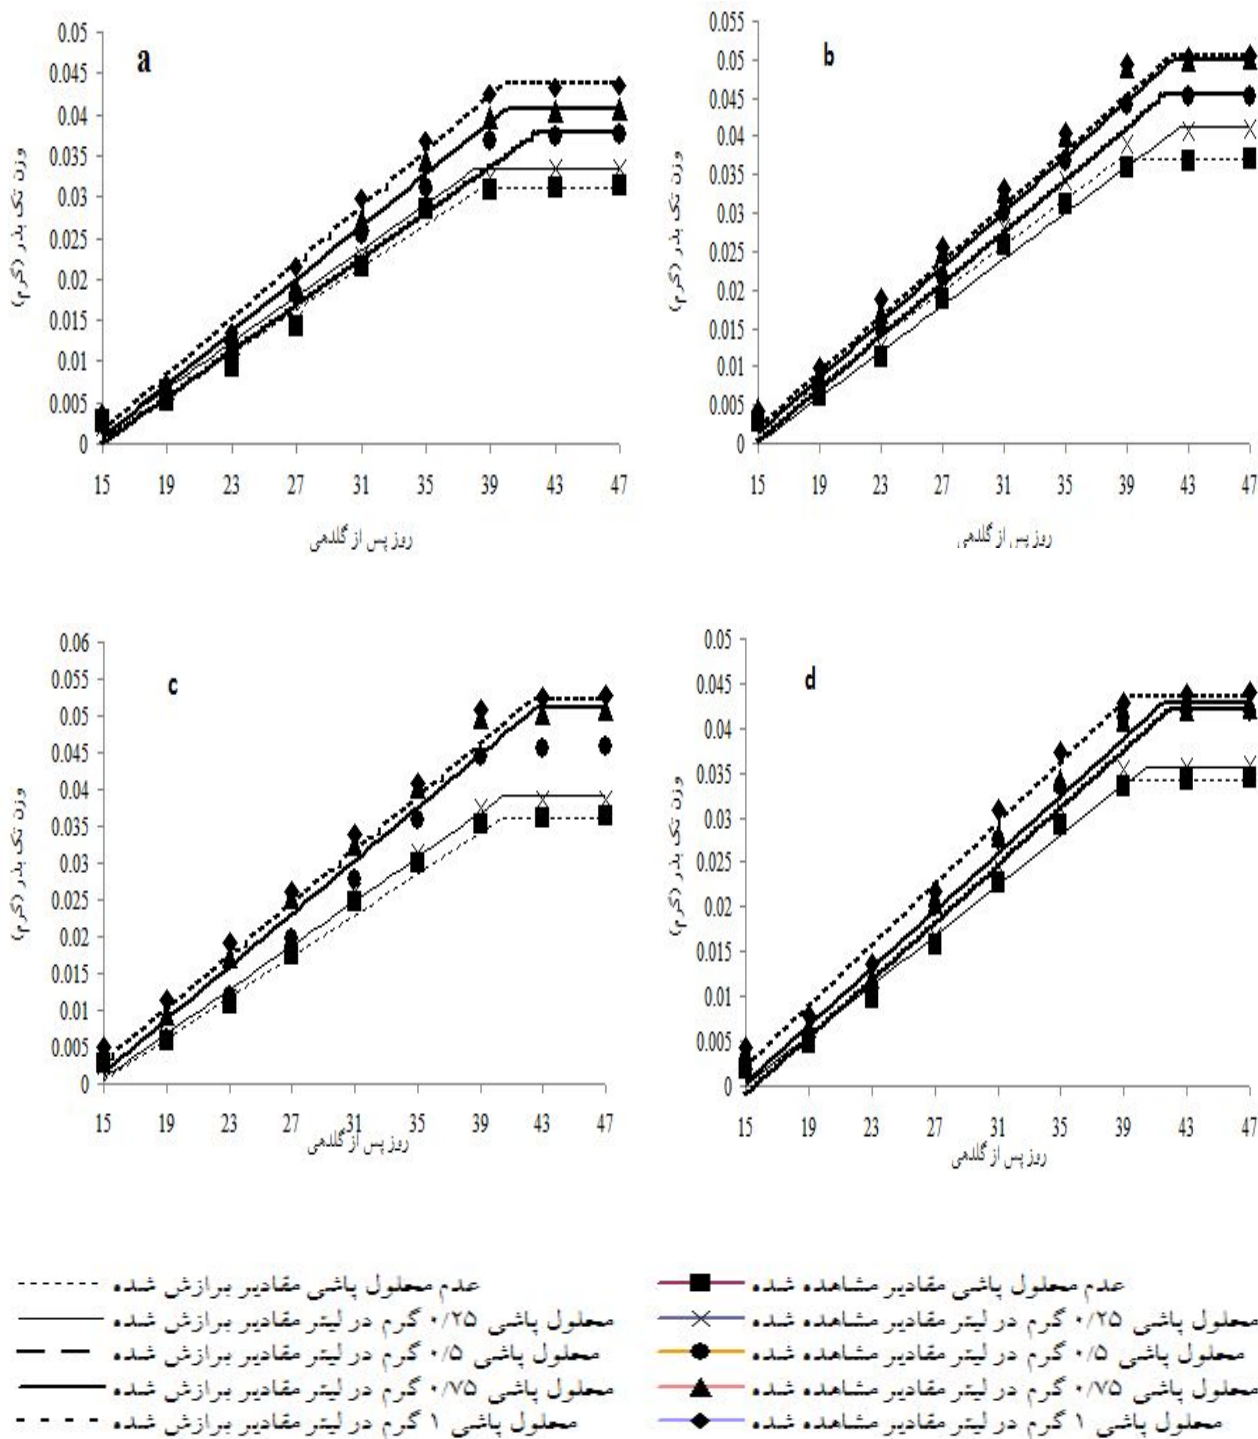 a
0.05
0.045
0.04
0.035
0.03
0.025
0.02
0.015
0.01
0.005
0
15 19 23 27 31 35 39 43 47
وزن تک بذر (گرم)
روز پس از گلدهی
b
0.055
0.05
0.045
0.04
0.035
0.03
0.025
0.02
0.015
0.01
0.005
0
15 19 23 27 31 35 39 43 47
وزن تک بذر (گرم)
روز پس از گلدهی
c
0.06
0.055
0.05
0.045
0.04
0.035
0.03
0.025
0.02
0.015
0.01
0.005
0
15 19 23 27 31 35 39 43 47
وزن تک بذر (گرم)
روز پس از گلدهی
d
0.05
0.045
0.04
0.035
0.03
0.025
0.02
0.015
0.01
0.005
0
15 19 23 27 31 35 39 43 47
وزن تک بذر (گرم)
روز پس از گلدهی
عدم محلول پاشی مقادیر مشاهده شده
محلول پاشی ۰/۲۵ گرم در لیتر مقادیر مشاهده شده
محلول پاشی ۰/۵ گرم در لیتر مقادیر مشاهده شده
محلول پاشی ۰/۷۵ گرم در لیتر مقادیر مشاهده شده
محلول پاشی ۱ گرم در لیتر مقادیر مشاهده شده
عدم محلول پاشی مقادیر برازش شده
محلول پاشی ۰/۲۵ گرم در لیتر مقادیر برازش شده
محلول پاشی ۰/۵ گرم در لیتر مقادیر برازش شده
محلول پاشی ۰/۷۵ گرم در لیتر مقادیر برازش شده
محلول پاشی ۱ گرم در لیتر مقادیر برازش شده